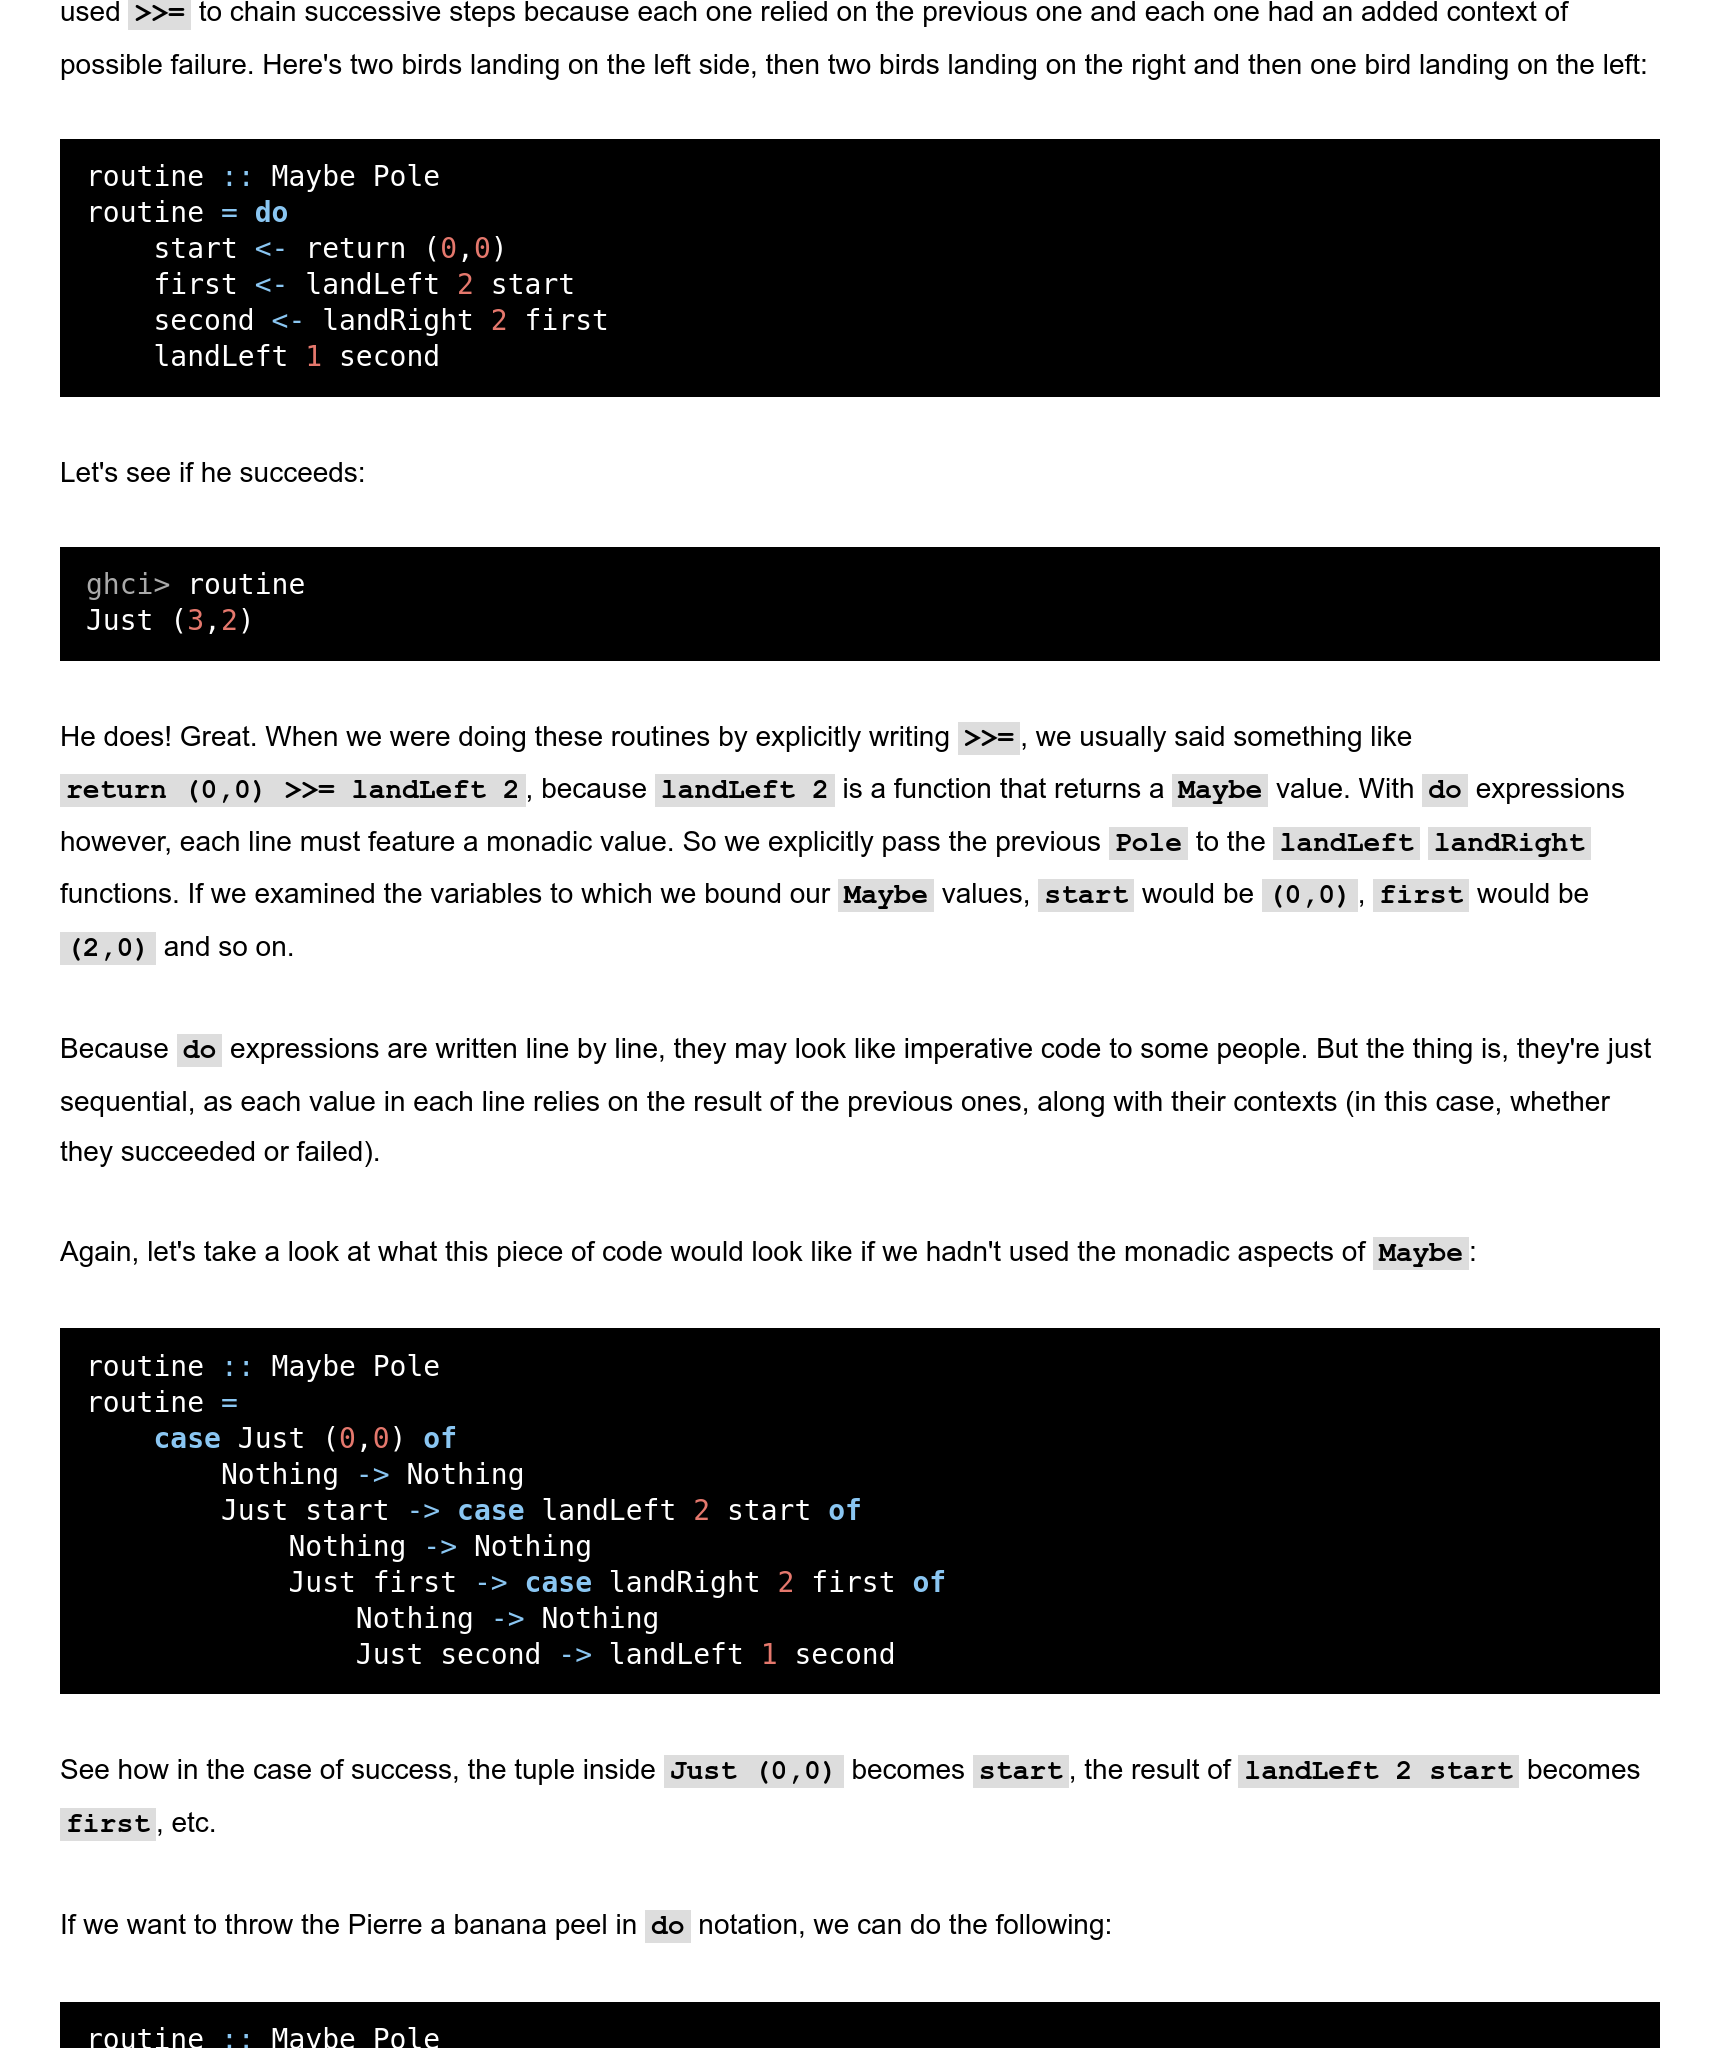 used >>= to chain successive steps because each one relied on the previous one and each one had an added context of
possible failure. Here's two birds landing on the left side, then two birds landing on the right and then one bird landing on the left:
routine :: Maybe Pole
routine = do
    start <- return (0,0)
    first <- landLeft 2 start
    second <- landRight 2 first
    landLeft 1 second
Let's see if he succeeds:
ghci> routine
Just (3,2)
He does! Great. When we were doing these routines by explicitly writing >>=, we usually said something like
return (0,0) >>= landLeft 2, because landLeft 2 is a function that returns a Maybe value. With do expressions
however, each line must feature a monadic value. So we explicitly pass the previous Pole to the landLeft landRight
functions. If we examined the variables to which we bound our Maybe values, start would be (0,0), first would be
(2,0) and so on.
Because do expressions are written line by line, they may look like imperative code to some people. But the thing is, they're just
sequential, as each value in each line relies on the result of the previous ones, along with their contexts (in this case, whether
they succeeded or failed).
Again, let's take a look at what this piece of code would look like if we hadn't used the monadic aspects of Maybe:
routine :: Maybe Pole
routine =
    case Just (0,0) of
        Nothing -> Nothing
        Just start -> case landLeft 2 start of
            Nothing -> Nothing
            Just first -> case landRight 2 first of
                Nothing -> Nothing
                Just second -> landLeft 1 second
See how in the case of success, the tuple inside Just (0,0) becomes start, the result of landLeft 2 start becomes
first, etc.
If we want to throw the Pierre a banana peel in do notation, we can do the following:
routine :: Maybe Pole